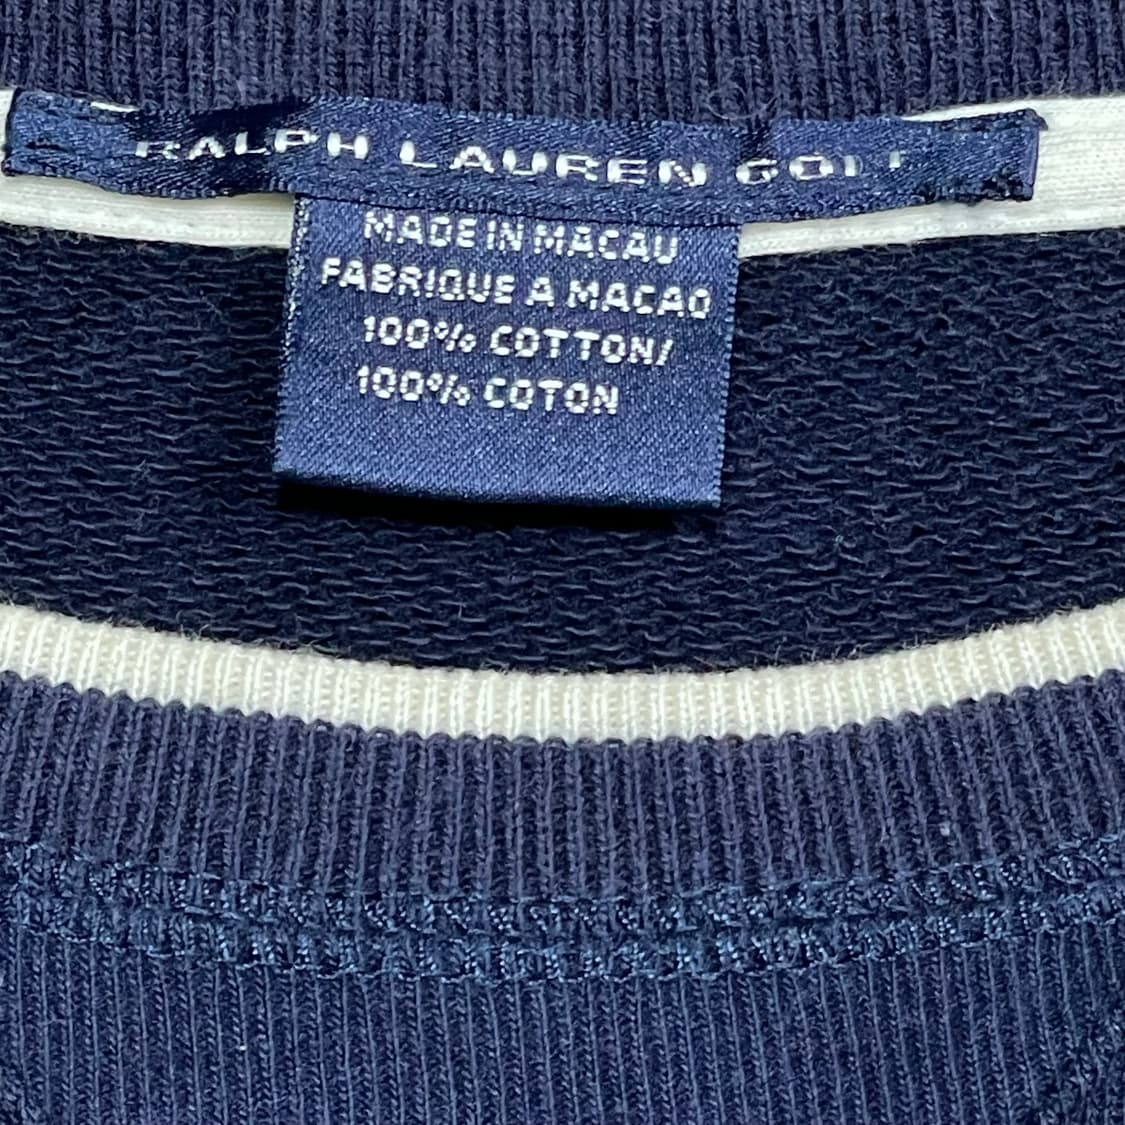 RALPH LAUREN GOLF
MADE IN MACAU
FABRIQUE A MACAO
100% COTTON/
100% COTON